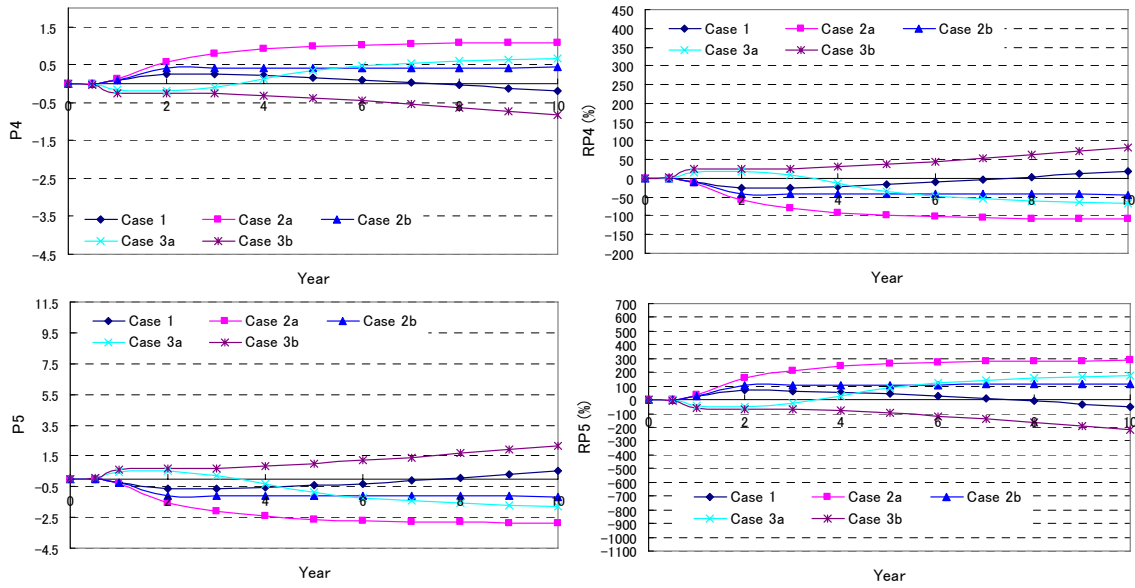 1.5
0.5
-0.5
-1.5
-2.5
-3.5
-4.5
P4
0 2 4 6 8 10
Case 1 Case 2a Case 2b
Case 3a Case 3b
Year
450
400
350
300
250
200
150
100
50
0
-50
-100
-150
-200
RP4 (%)
0 2 4 6 8 10
Case 1 Case 2a Case 2b
Case 3a Case 3b
Year
11.5
9.5
7.5
5.5
3.5
1.5
-0.5
-2.5
-4.5
P5
0 2 4 6 8 10
Case 1 Case 2a Case 2b
Case 3a Case 3b
Year
700
600
500
400
300
200
100
0
-100
-200
-300
-400
-500
-600
-700
-800
-900
-1000
-1100
RP5 (%)
0 2 4 6 8 10
Case 1 Case 2a Case 2b
Case 3a Case 3b
Year